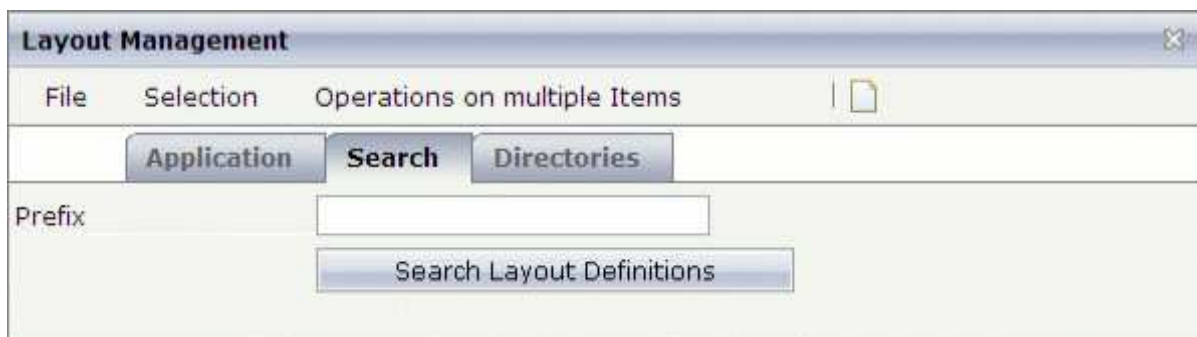 Layout Management
File Selection Operations on multiple Items
Application Search Directories
Prefix
Search Layout Definitions